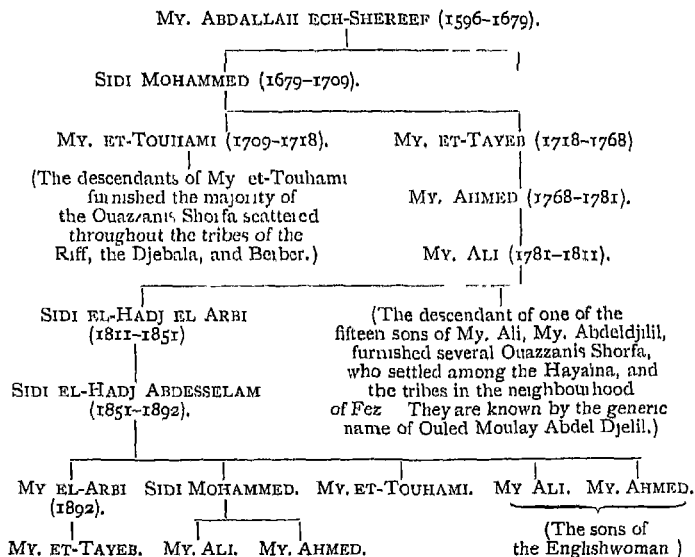 MY. ABDALLAH ECH-SHEREEF (1596–1679).
SIDI MOHAMMED (1679–1709).
MY. ET-TOUHAMI (1709–1718).
(The descendants of My et-Touhami
furnished the majority of
the Ouazzanis Shorfa scattered
throughout the tribes of the
Riff, the Djebala, and Berber.)
MY. ET-TAYEB (1718–1768)
MY. AHMED (1768–1781).
MY. ALI (1781–1811).
SIDI EL-HADJ EL ARBI
(1811–1851)
SIDI EL-HADJ ABDESSELAM
(1851–1892).
(The descendant of one of the
fifteen sons of My. Ali, My. Abdeldjilil,
furnished several Ouazzanis Shorfa,
who settled among the Hayaina, and
the tribes in the neighbourhood
of Fez They are known by the generic
name of Ouled Moulay Abdel Djelil.)
MY EL-ARBI
(1892).
SIDI MOHAMMED. MY. ET-TOUHAMI. MY ALI. MY. AHMED.
(The sons of
the Englishwoman )
MY. ET-TAYEB. MY. ALI. MY. AHMED.